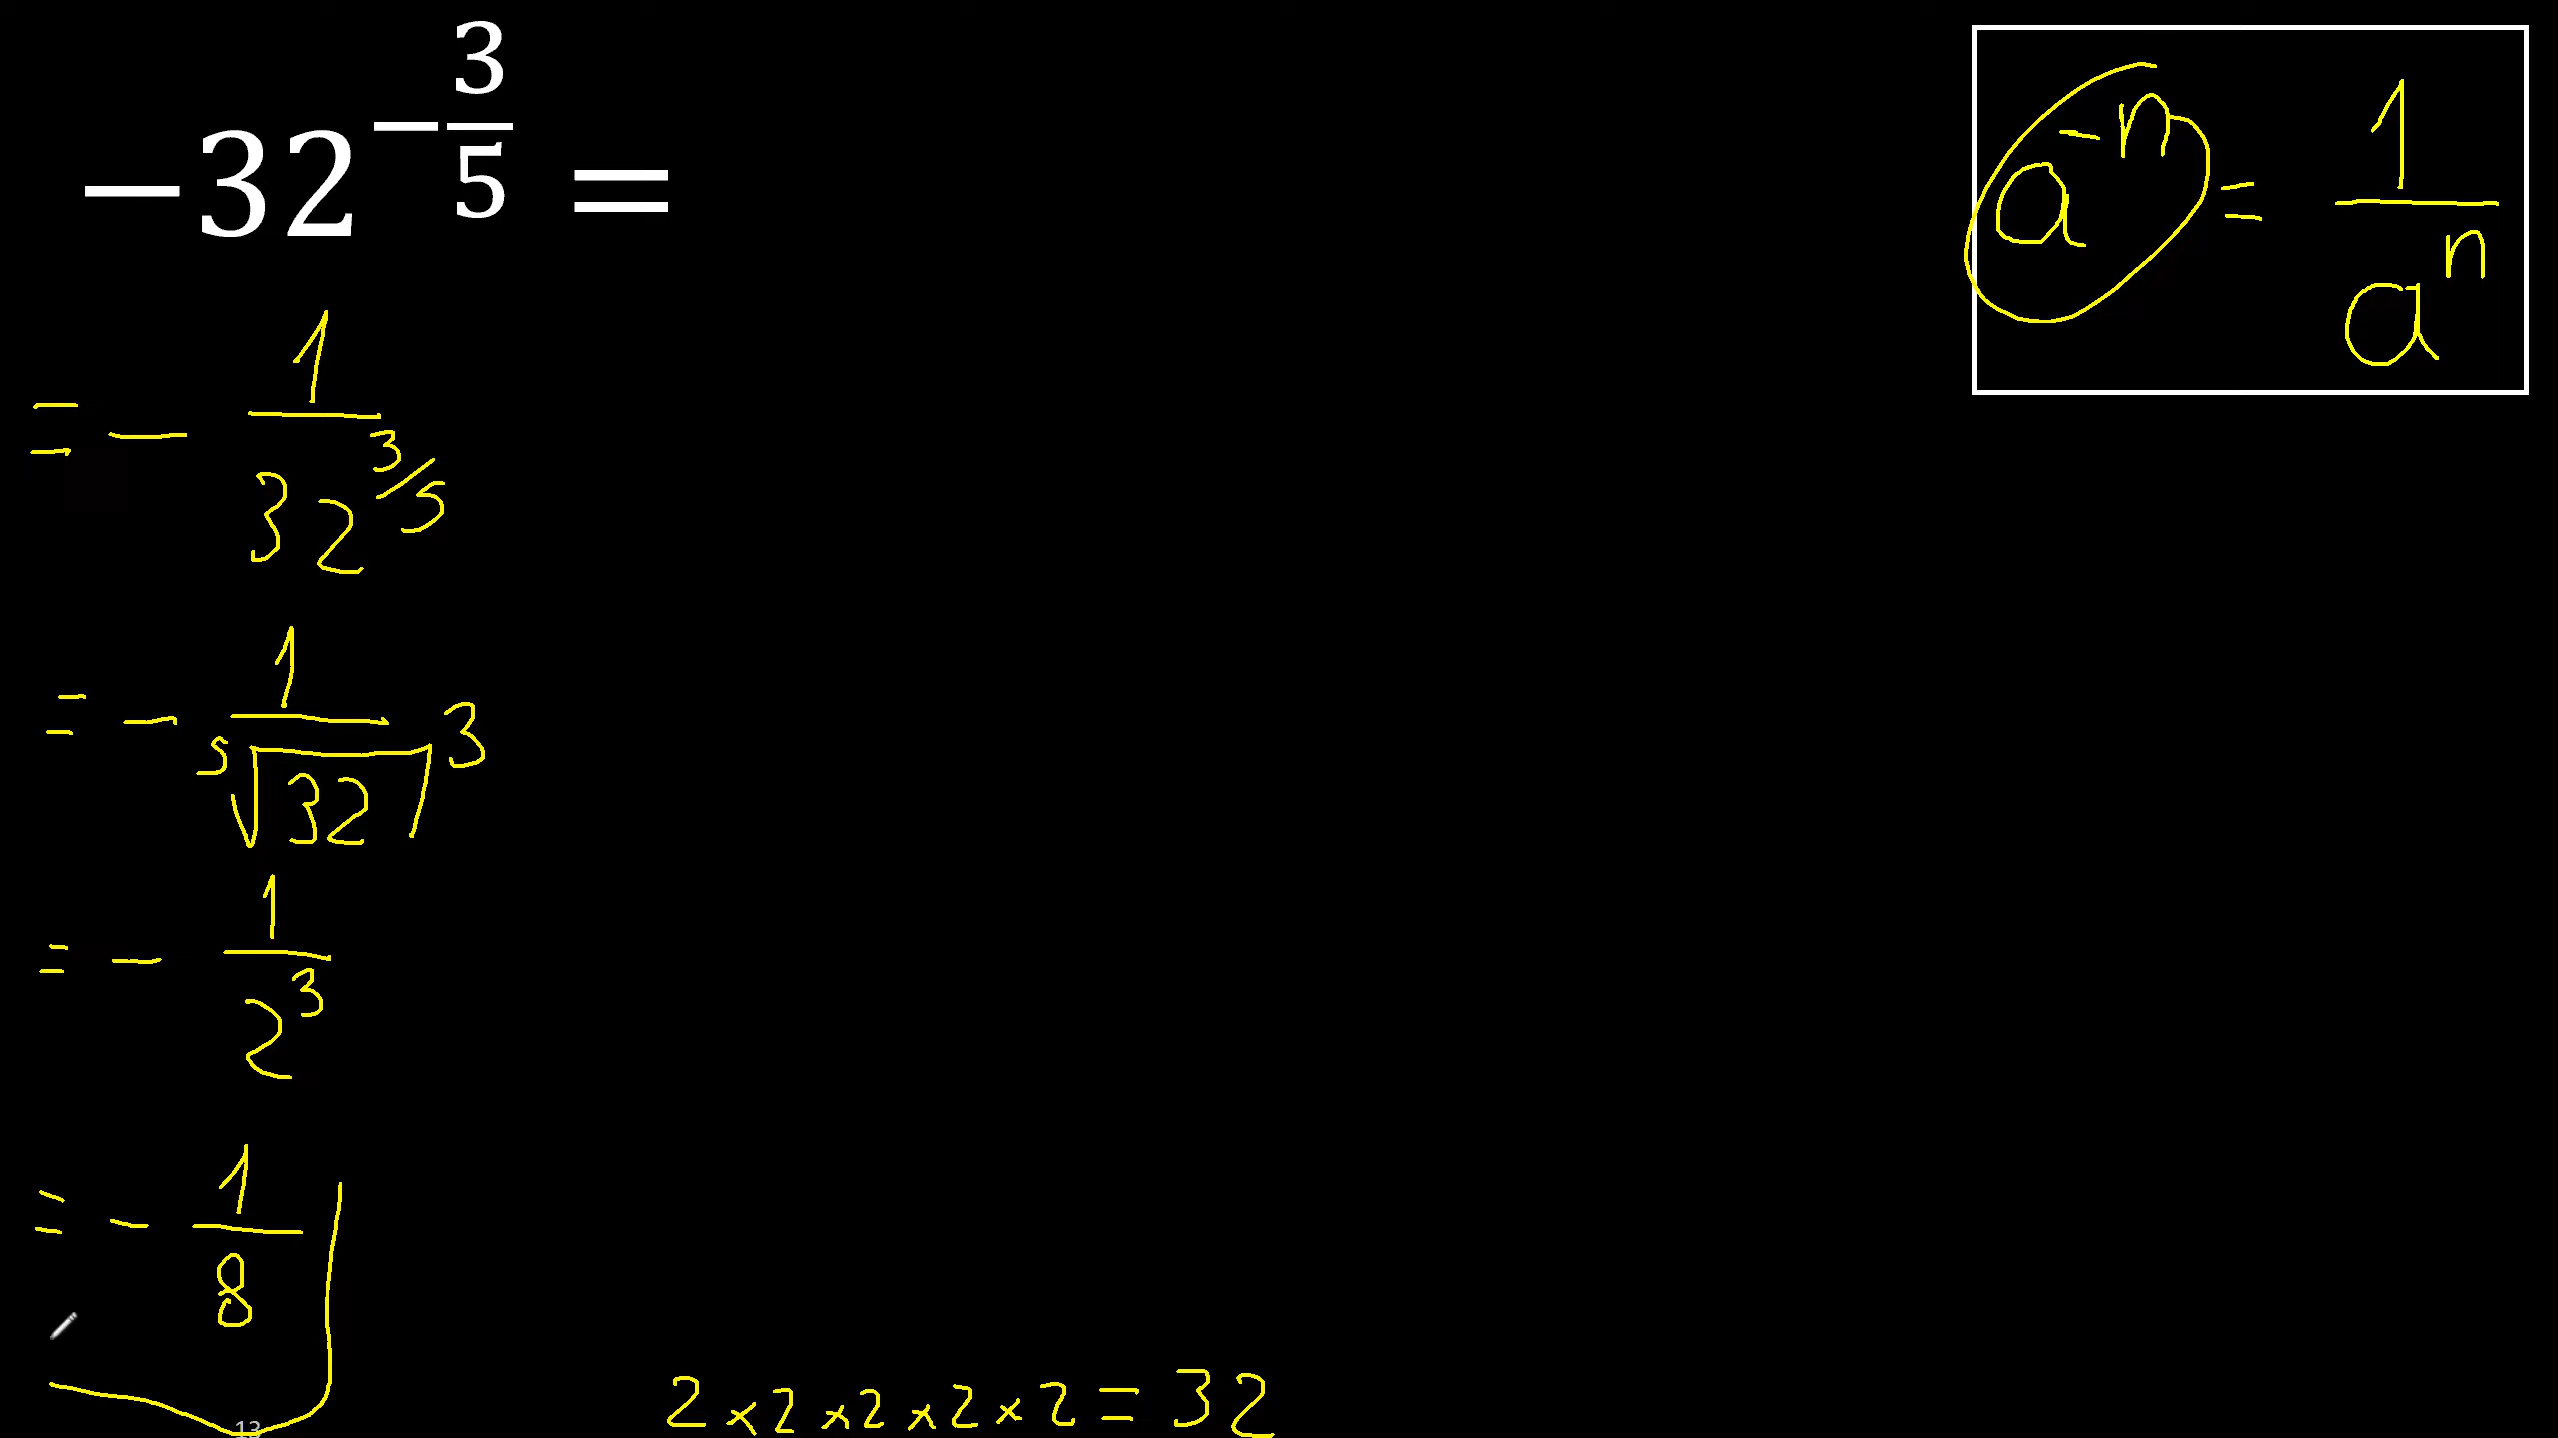 −32^{−3/5} =
a^{-n} = 1/a^n
= − 1/32^{3/5}
= − 1/⁵√32 ^3
= − 1/2^3
= − 1/8
2 × 2 × 2 × 2 × 2 = 32
13